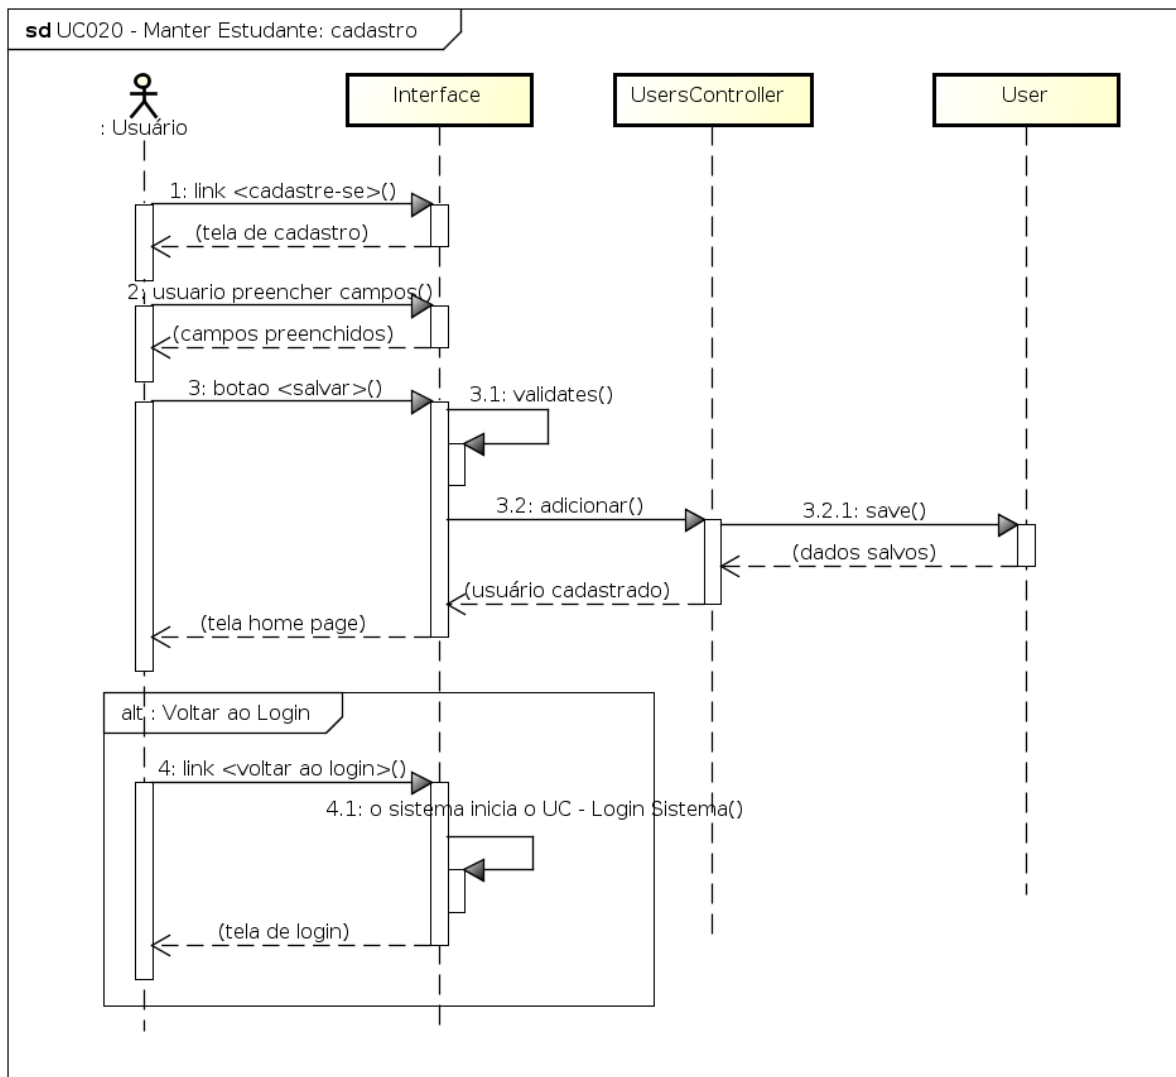 sd UC020 - Manter Estudante: cadastro
: Usuário
Interface
UsersController
User
1: link <cadastre-se>()
(tela de cadastro)
2: usuario preencher campos()
(campos preenchidos)
3: botao <salvar>()
3.1: validates()
3.2: adicionar()
3.2.1: save()
(dados salvos)
(usuário cadastrado)
(tela home page)
alt : Voltar ao Login
4: link <voltar ao login>()
4.1: o sistema inicia o UC - Login Sistema()
(tela de login)